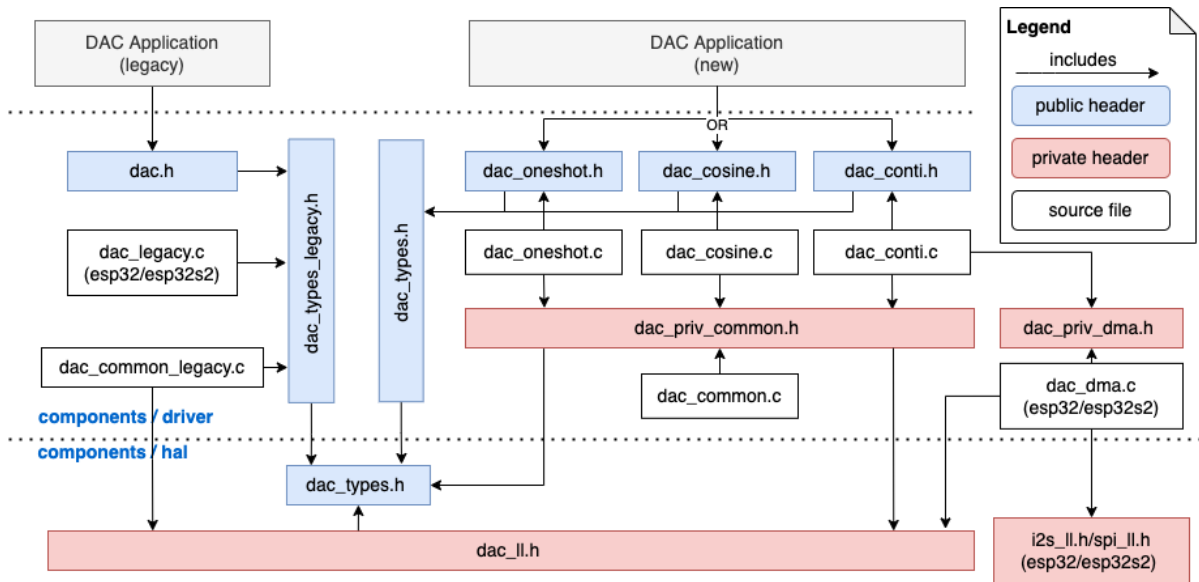 DAC Application
(legacy)
DAC Application
(new)
Legend
includes
public header
private header
source file
OR
dac.h
dac_types_legacy.h
dac_types.h
dac_oneshot.h
dac_cosine.h
dac_conti.h
dac_legacy.c
(esp32/esp32s2)
dac_oneshot.c
dac_cosine.c
dac_conti.c
dac_priv_common.h
dac_priv_dma.h
dac_common_legacy.c
dac_common.c
dac_dma.c
(esp32/esp32s2)
components / driver
components / hal
dac_types.h
dac_ll.h
i2s_ll.h/spi_ll.h
(esp32/esp32s2)